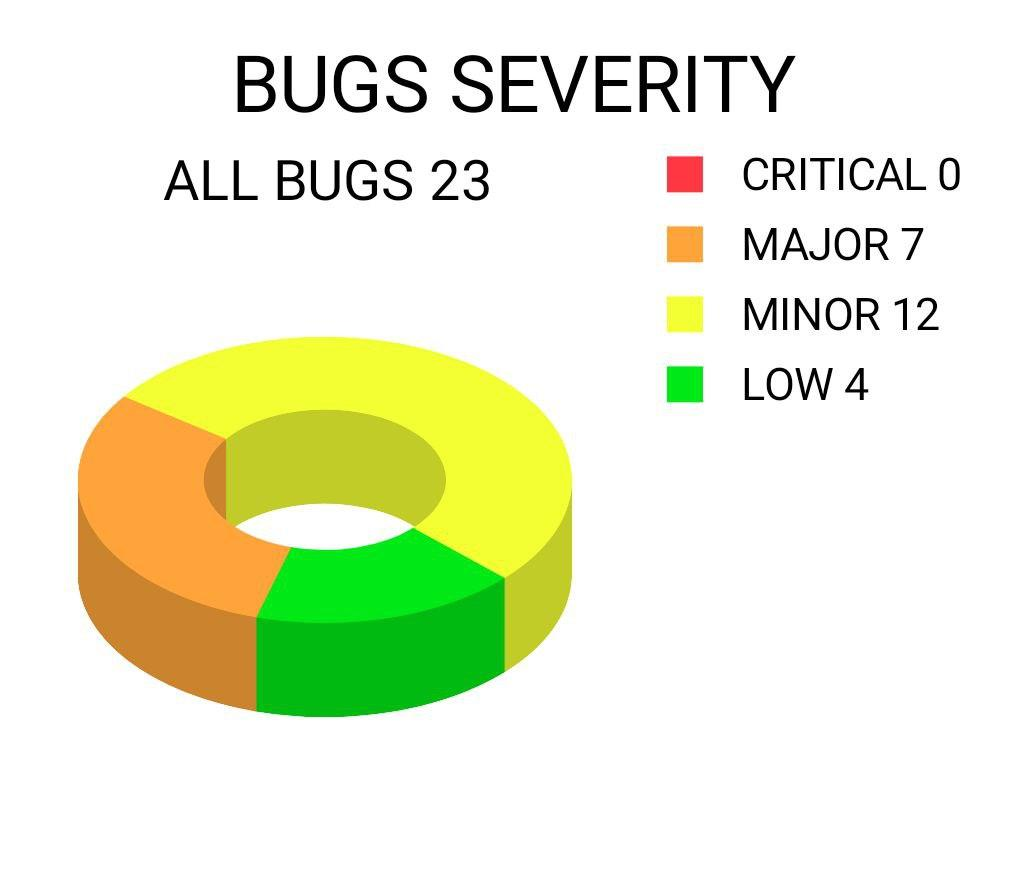 BUGS SEVERITY
ALL BUGS 23
CRITICAL 0
MAJOR 7
MINOR 12
LOW 4